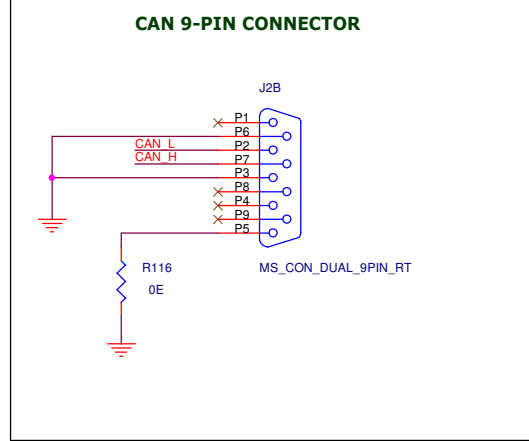 CAN 9-PIN CONNECTOR
J2B
P1
P6
CAN_L
P2
CAN_H
P7
P3
P8
P4
P9
P5
R116
MS_CON_DUAL_9PIN_RT
0E